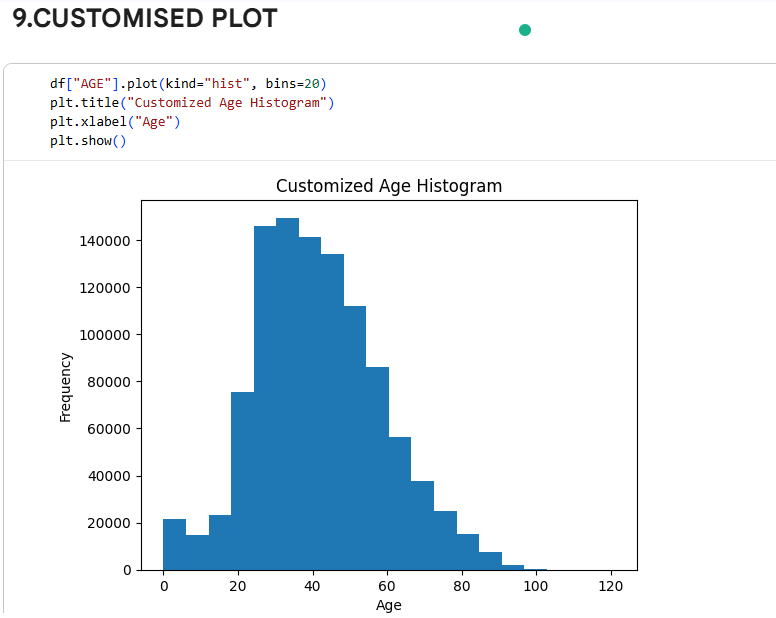 9.CUSTOMISED PLOT
df["AGE"].plot(kind="hist", bins=20)
plt.title("Customized Age Histogram")
plt.xlabel("Age")
plt.show()
Customized Age Histogram
140000
120000
100000
80000
60000
40000
20000
0
Frequency
0 20 40 60 80 100 120
Age